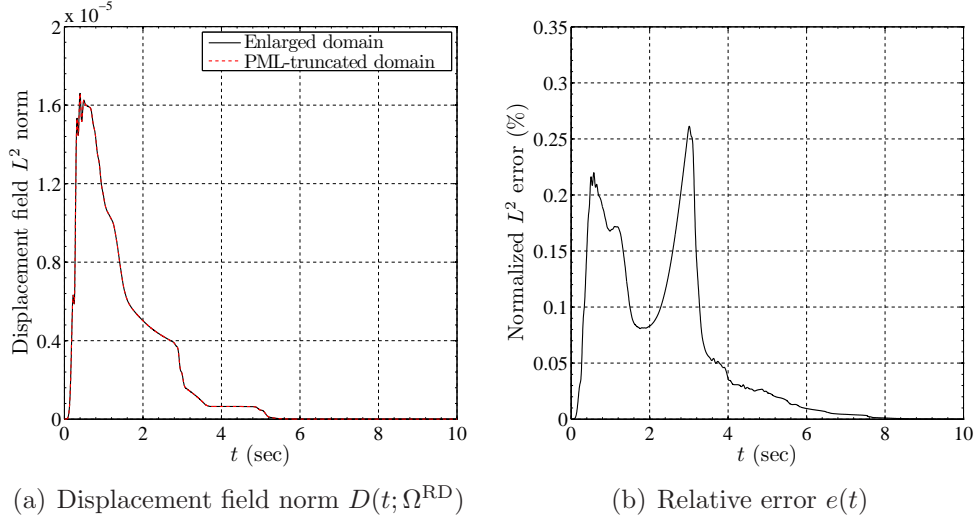 2 × 10⁻⁵
1.6
1.2
0.8
0.4
0
0 2 4 6 8 10
Displacement field L² norm
t (sec)
Enlarged domain
PML-truncated domain
(a) Displacement field norm D(t; Ω^RD)
0.35
0.3
0.25
0.2
0.15
0.1
0.05
0
0 2 4 6 8 10
Normalized L² error (%)
t (sec)
(b) Relative error e(t)